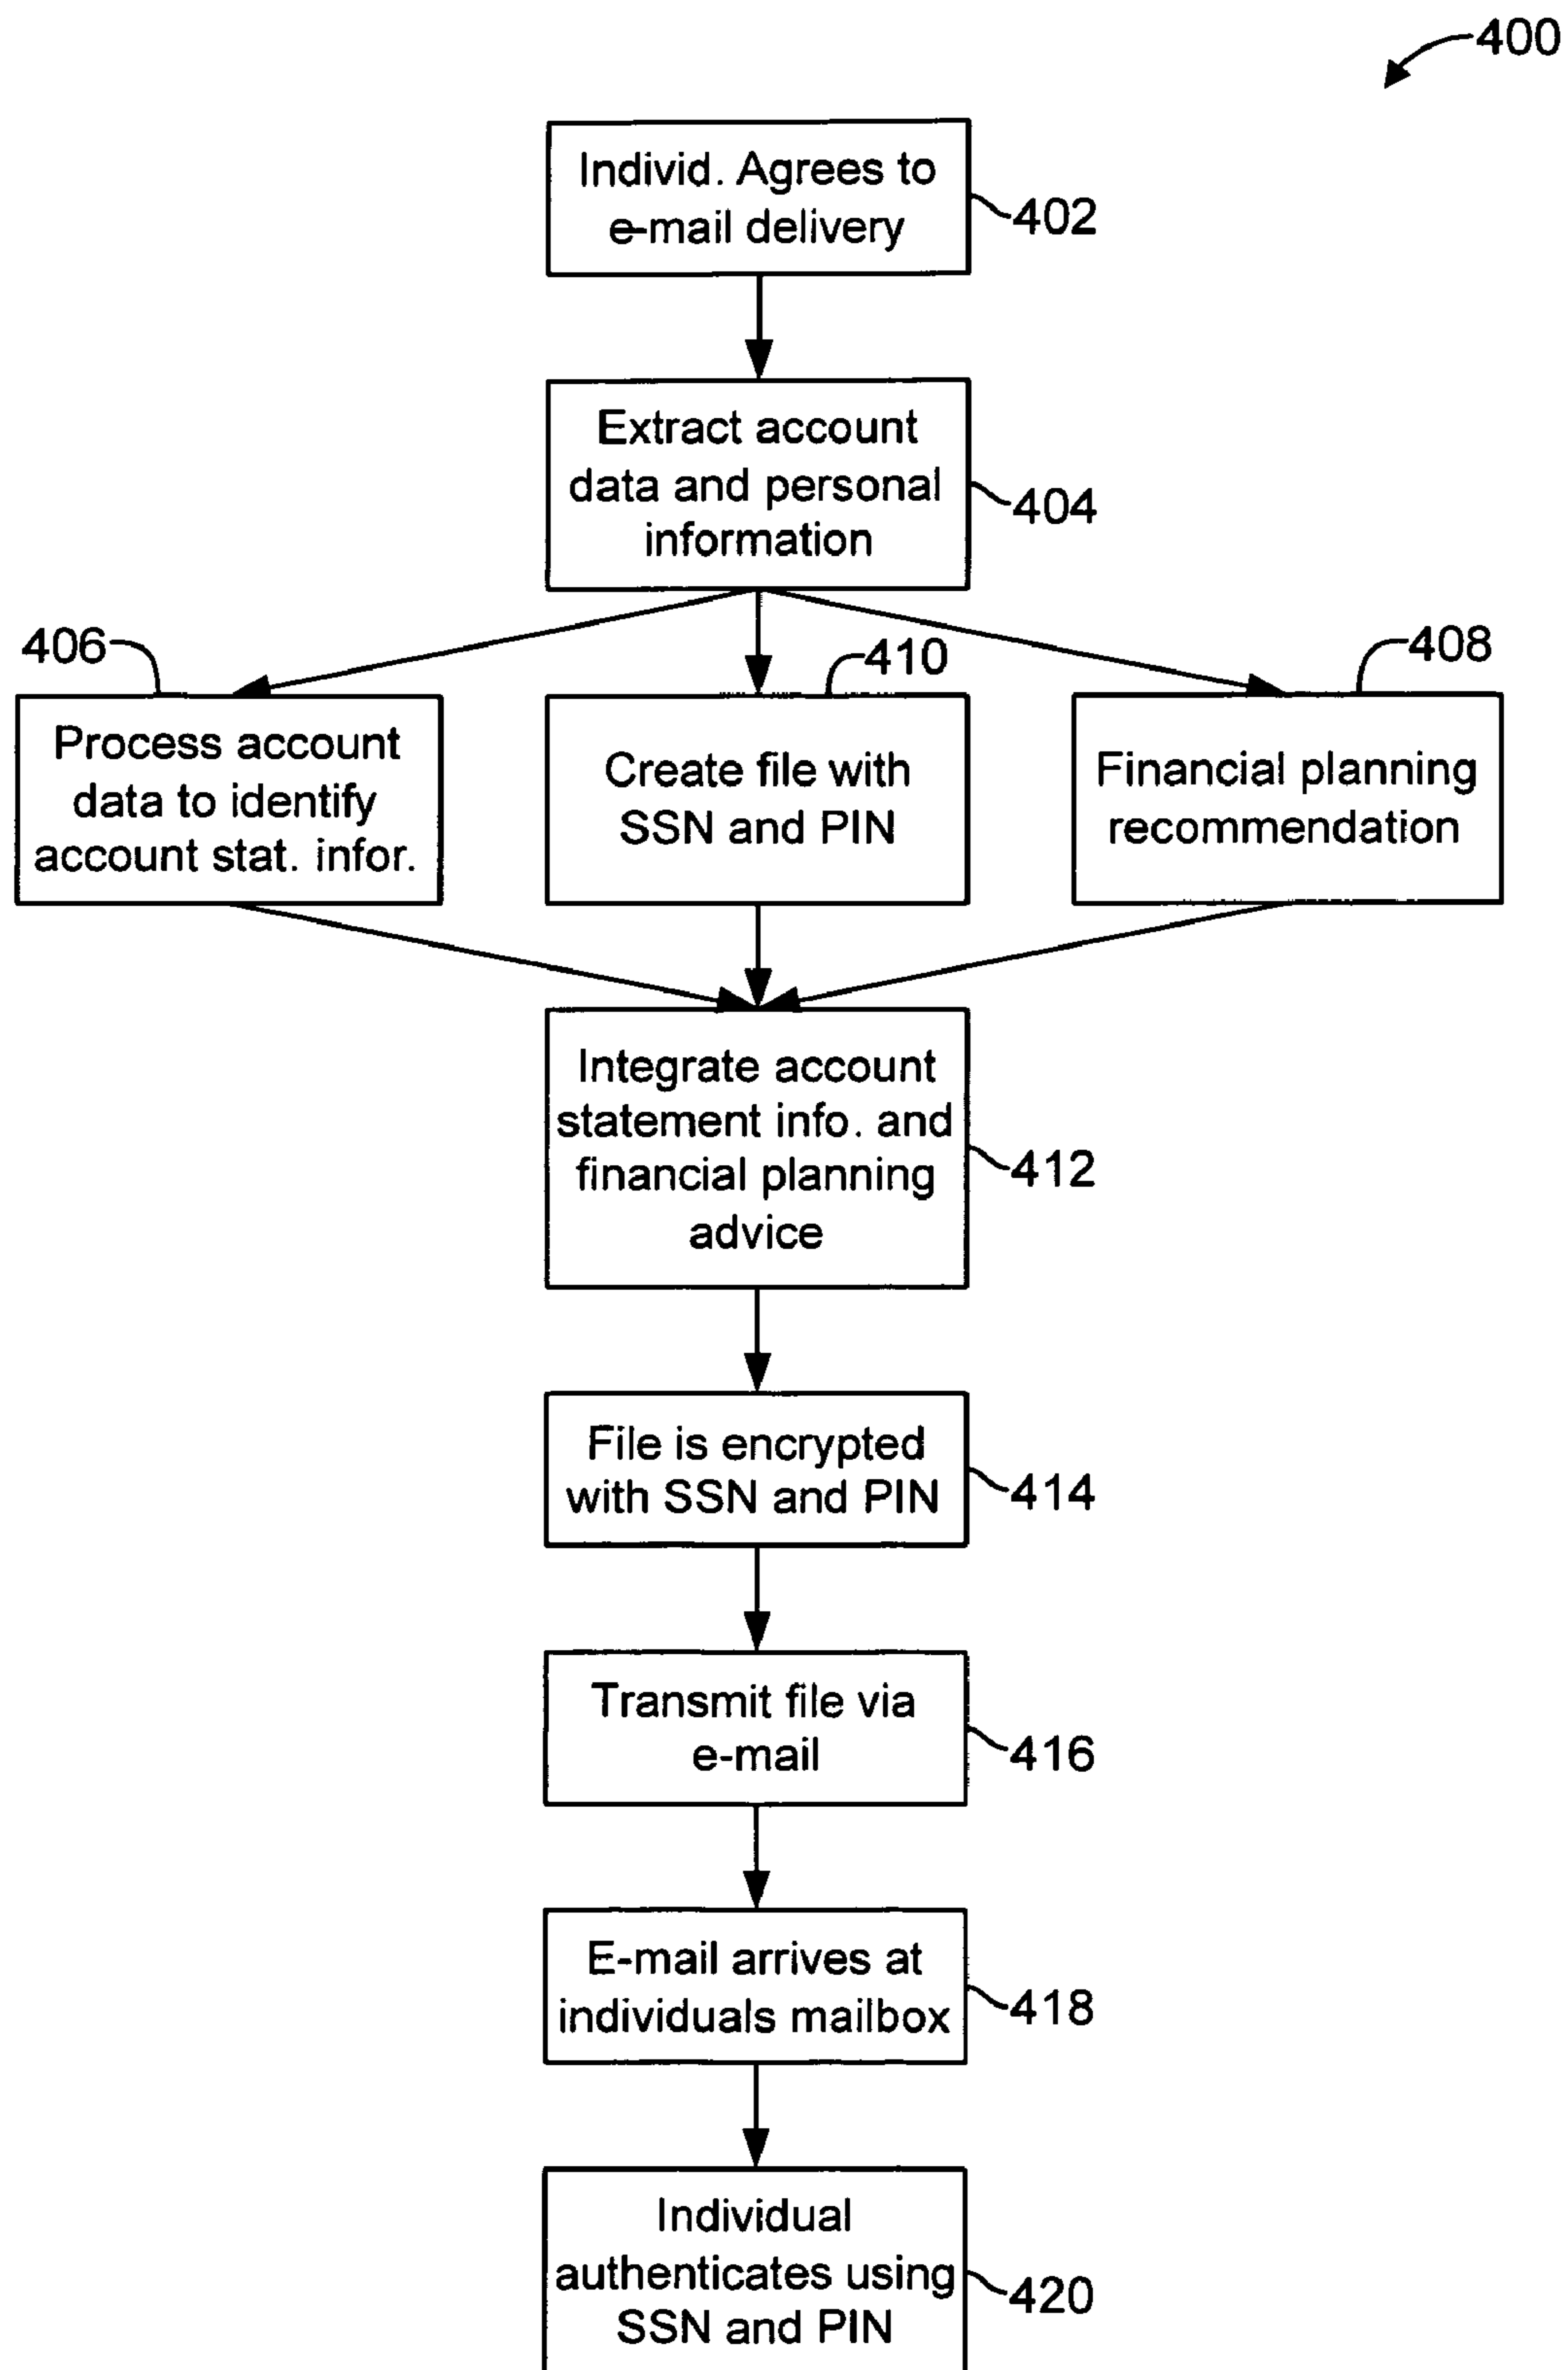 400
Individ. Agrees to
e-mail delivery
402
Extract account
data and personal
information
404
406
Process account
data to identify
account stat. infor.
410
Create file with
SSN and PIN
408
Financial planning
recommendation
Integrate account
statement info. and
financial planning
advice
412
File is encrypted
with SSN and PIN
414
Transmit file via
e-mail
416
E-mail arrives at
individuals mailbox
418
Individual
authenticates using
SSN and PIN
420